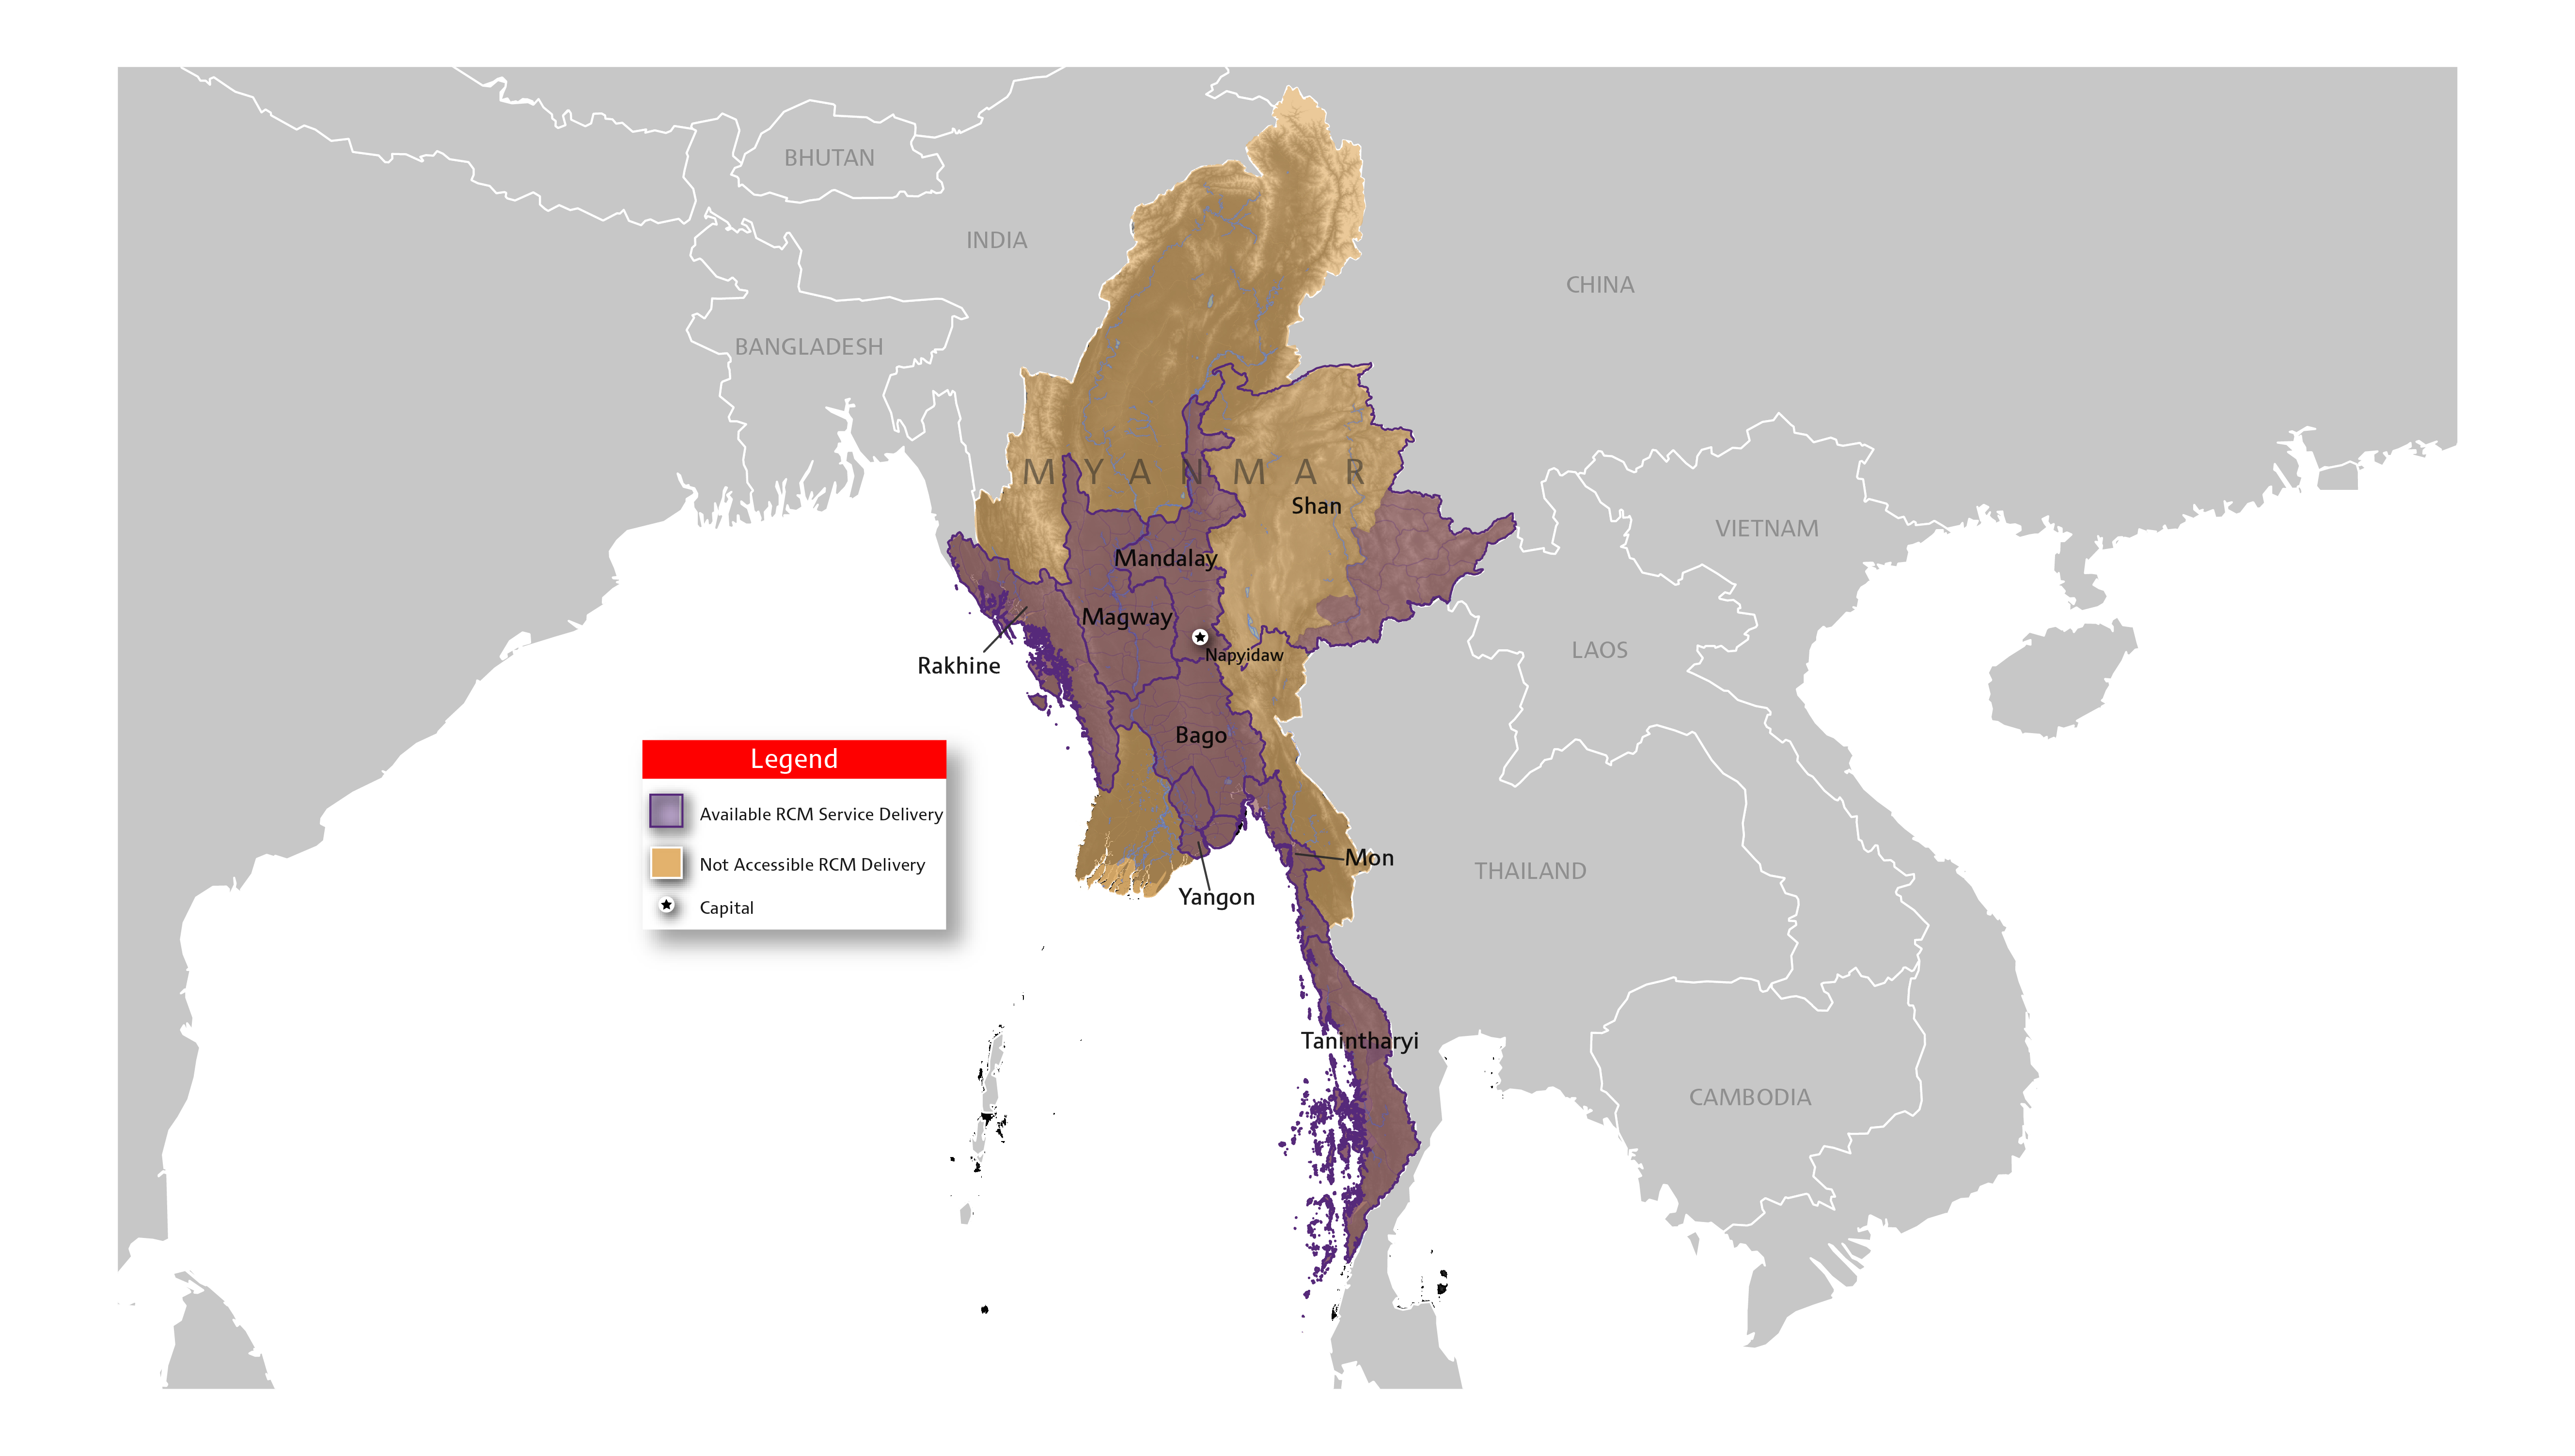 BHUTAN
INDIA
CHINA
BANGLADESH
MYANMAR
Shan
VIETNAM
Mandalay
Magway
Napyidaw
LAOS
Rakhine
Bago
Legend
Available RCM Service Delivery
Not Accessible RCM Delivery
Capital
Mon
THAILAND
Yangon
Tanintharyi
CAMBODIA